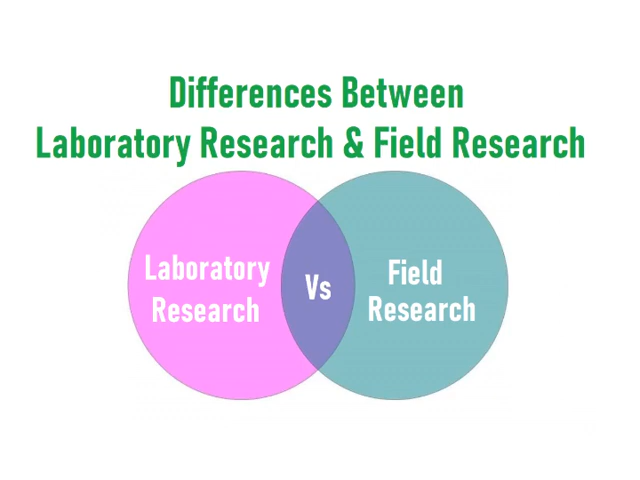 Differences Between
Laboratory Research & Field Research
Laboratory
Research
Vs
Field
Research